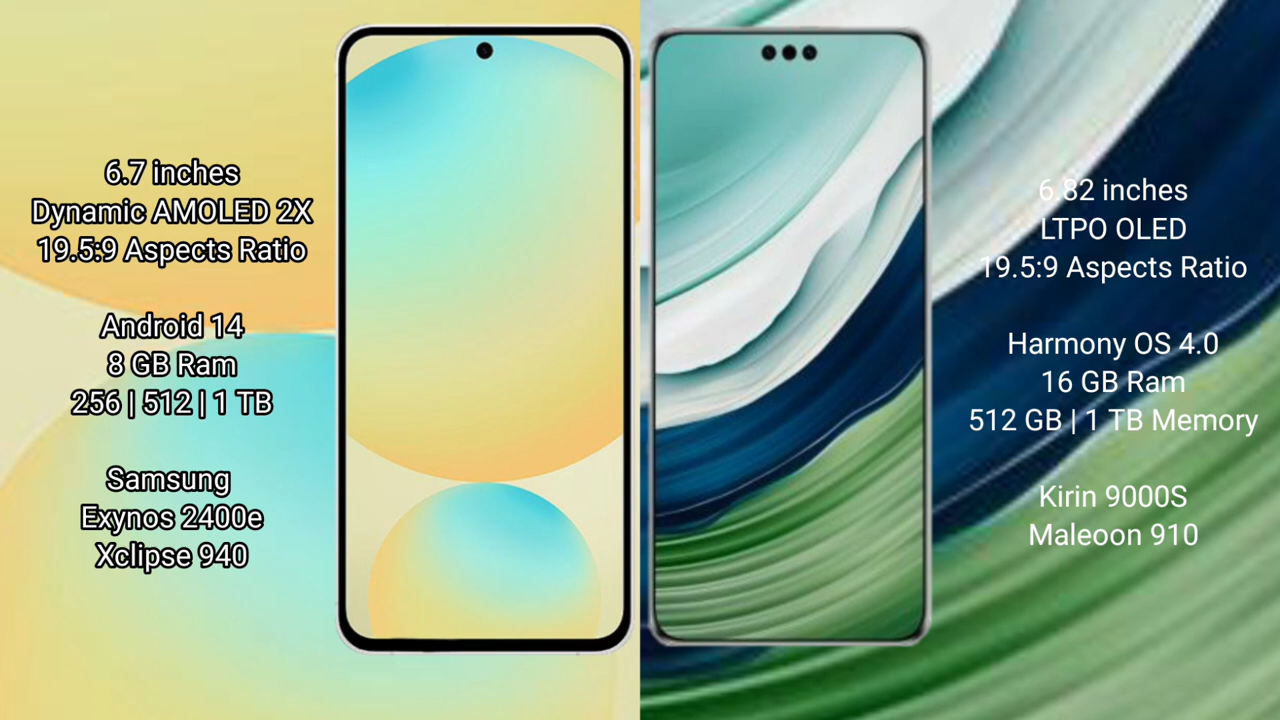 6.7 inches
Dynamic AMOLED 2X
19.5:9 Aspects Ratio
Android 14
8 GB Ram
256 | 512 | 1 TB
Samsung
Exynos 2400e
Xclipse 940
6.82 inches
LTPO OLED
19.5:9 Aspects Ratio
Harmony OS 4.0
16 GB Ram
512 GB | 1 TB Memory
Kirin 9000S
Maleoon 910